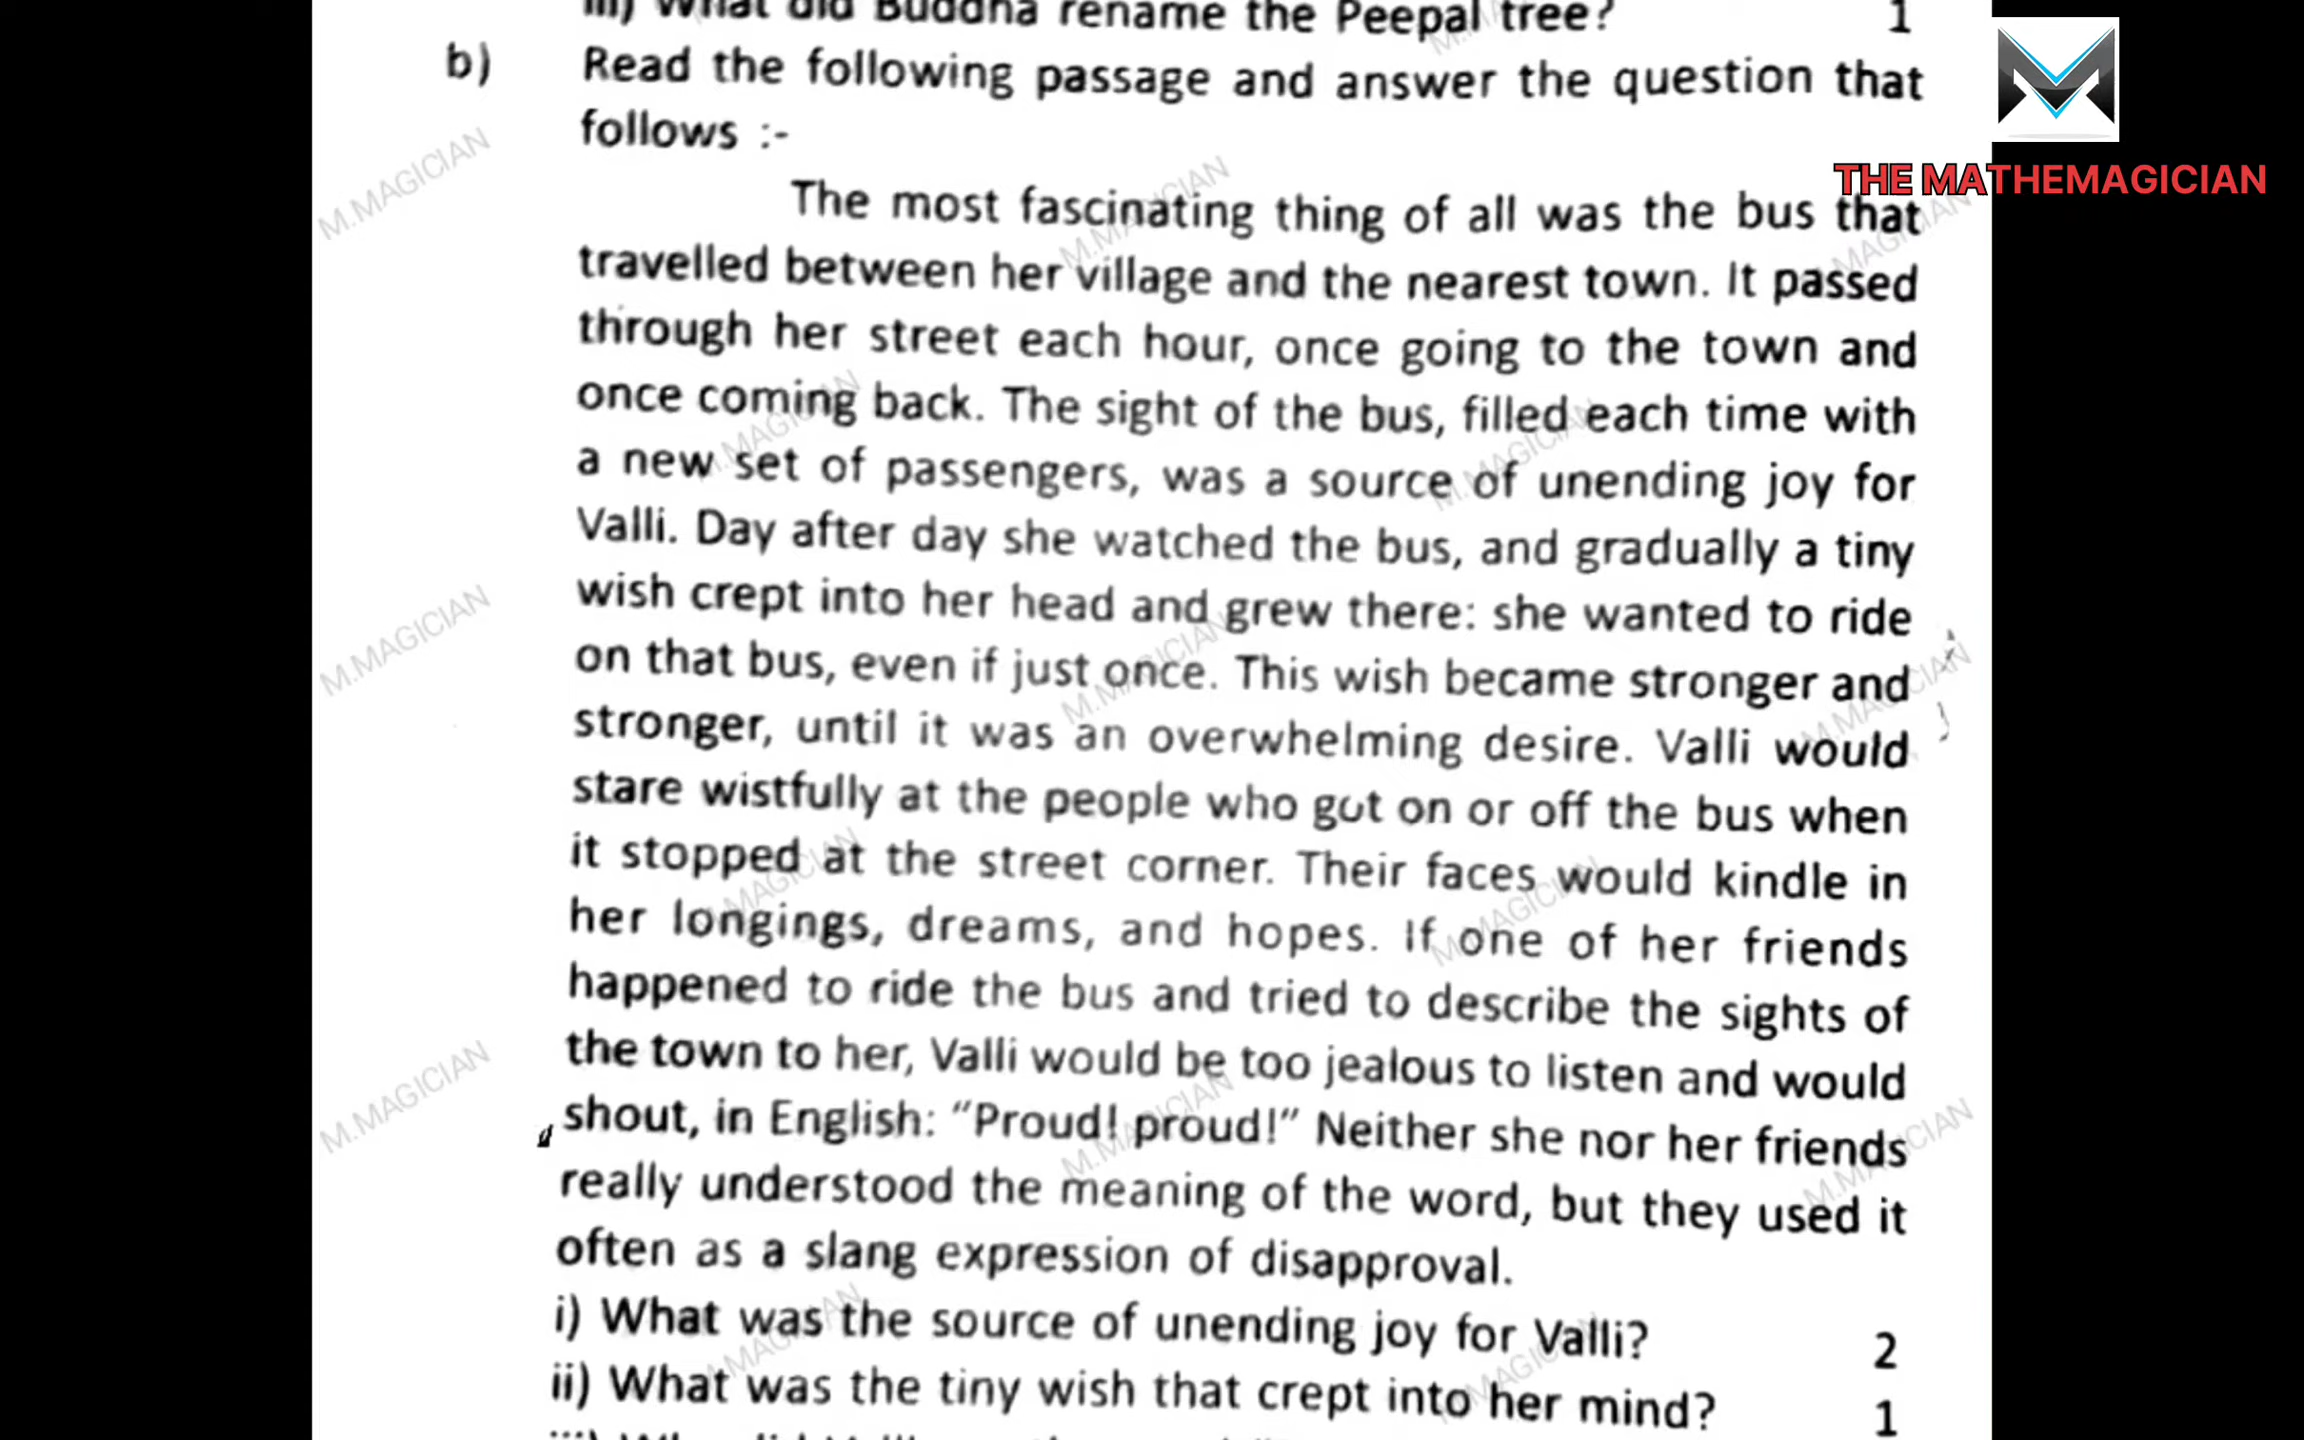 iii) What did Buddha rename the Peepal tree? 1
b) Read the following passage and answer the question that
follows :-
THE MATHEMAGICIAN
The most fascinating thing of all was the bus that
travelled between her village and the nearest town. It passed
through her street each hour, once going to the town and
once coming back. The sight of the bus, filled each time with
a new set of passengers, was a source of unending joy for
Valli. Day after day she watched the bus, and gradually a tiny
wish crept into her head and grew there: she wanted to ride
on that bus, even if just once. This wish became stronger and
stronger, until it was an overwhelming desire. Valli would
stare wistfully at the people who got on or off the bus when
it stopped at the street corner. Their faces would kindle in
her longings, dreams, and hopes. If one of her friends
happened to ride the bus and tried to describe the sights of
the town to her, Valli would be too jealous to listen and would
shout, in English: “Proud! proud!” Neither she nor her friends
really understood the meaning of the word, but they used it
often as a slang expression of disapproval.
i) What was the source of unending joy for Valli? 2
ii) What was the tiny wish that crept into her mind? 1
M.MAGICIAN
M.MAGICIAN
M.MAGICIAN
M.MAGICIAN
M.MAGICIAN
M.MAGICIAN
M.MAGICIAN
M.MAGICIAN
M.MAGICIAN